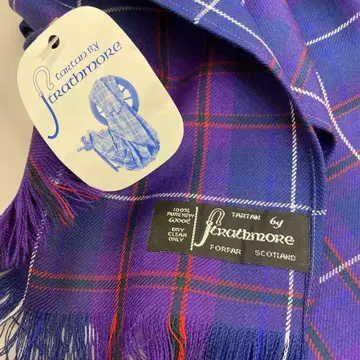 TARTAN BY
Strathmore
100%
PURE NEW
WOOL
DRY
CLEAN
ONLY
TARTAN by
Strathmore
FORFAR SCOTLAND